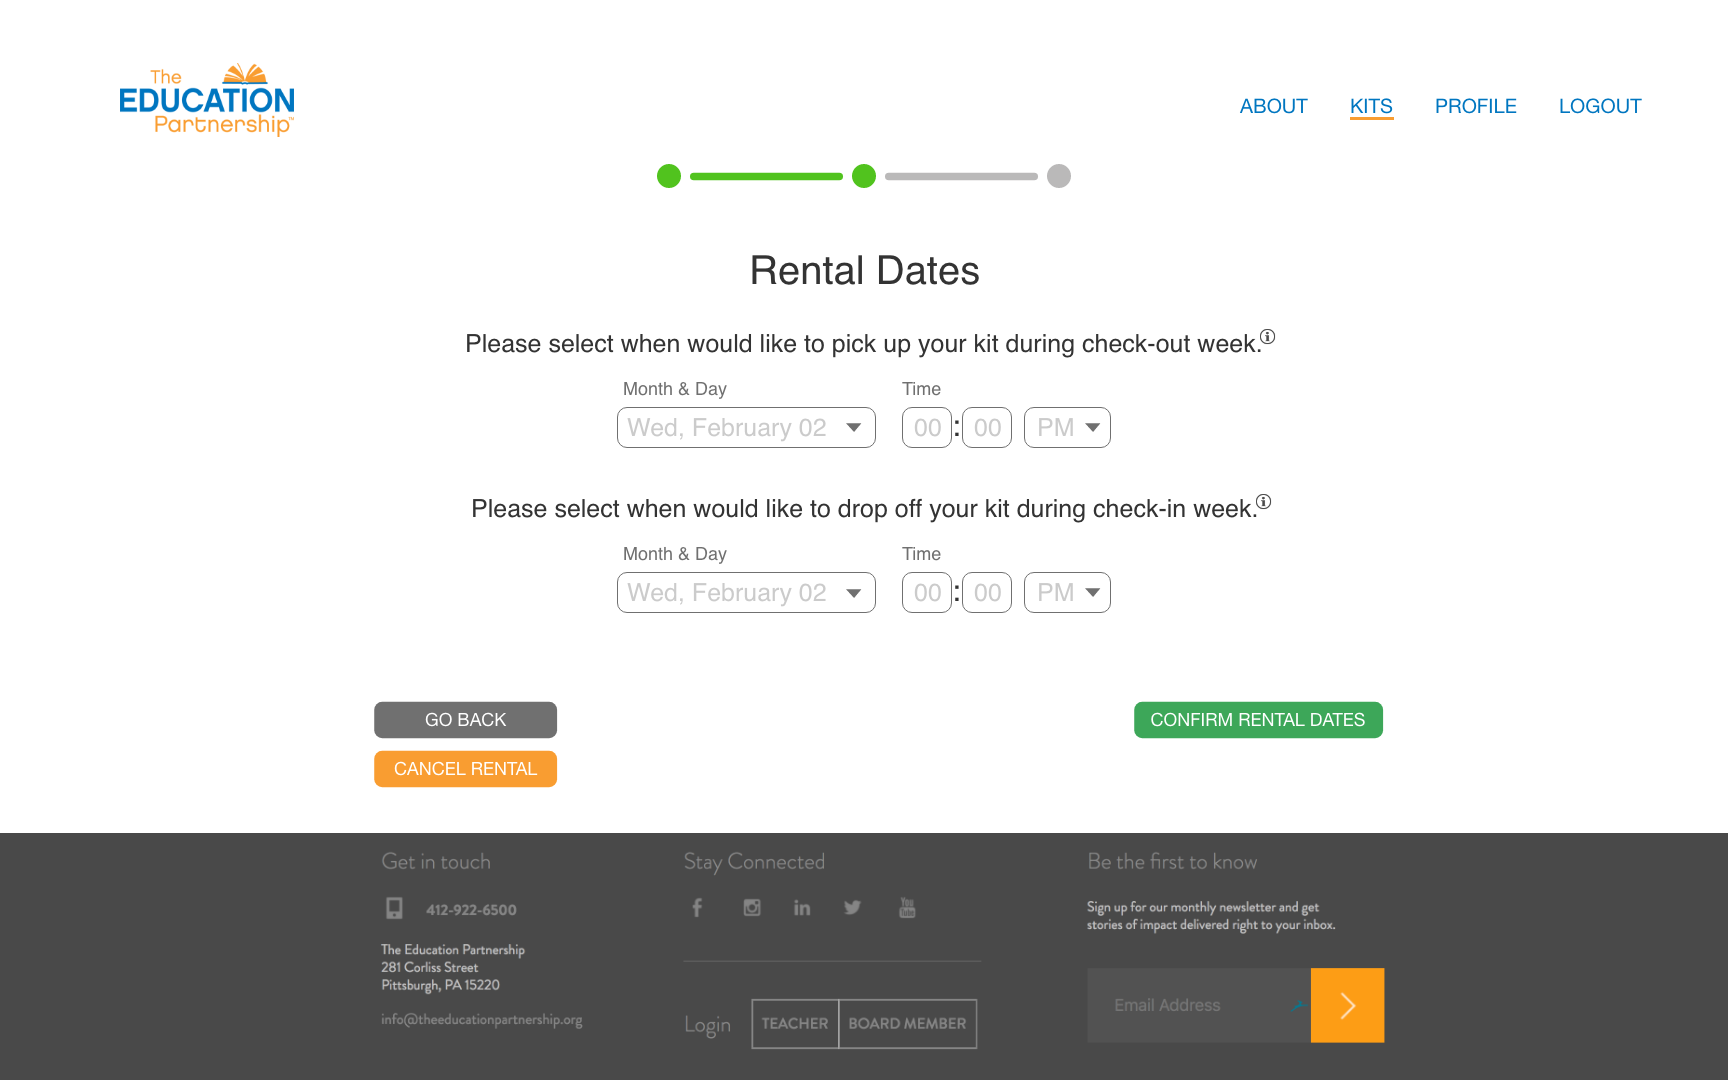 The
EDUCATION
Partnership™
ABOUT KITS PROFILE LOGOUT
Rental Dates
Please select when would like to pick up your kit during check-out week.
Month & Day Time
Wed, February 02 00 : 00 PM
Please select when would like to drop off your kit during check-in week.
Month & Day Time
Wed, February 02 00 : 00 PM
GO BACK
CONFIRM RENTAL DATES
CANCEL RENTAL
Get in touch
412-922-6500
The Education Partnership
281 Corliss Street
Pittsburgh, PA 15220
info@theeducationpartnership.org
Stay Connected
You Tube
Login TEACHER BOARD MEMBER
Be the first to know
Sign up for our monthly newsletter and get
stories of impact delivered right to your inbox.
Email Address